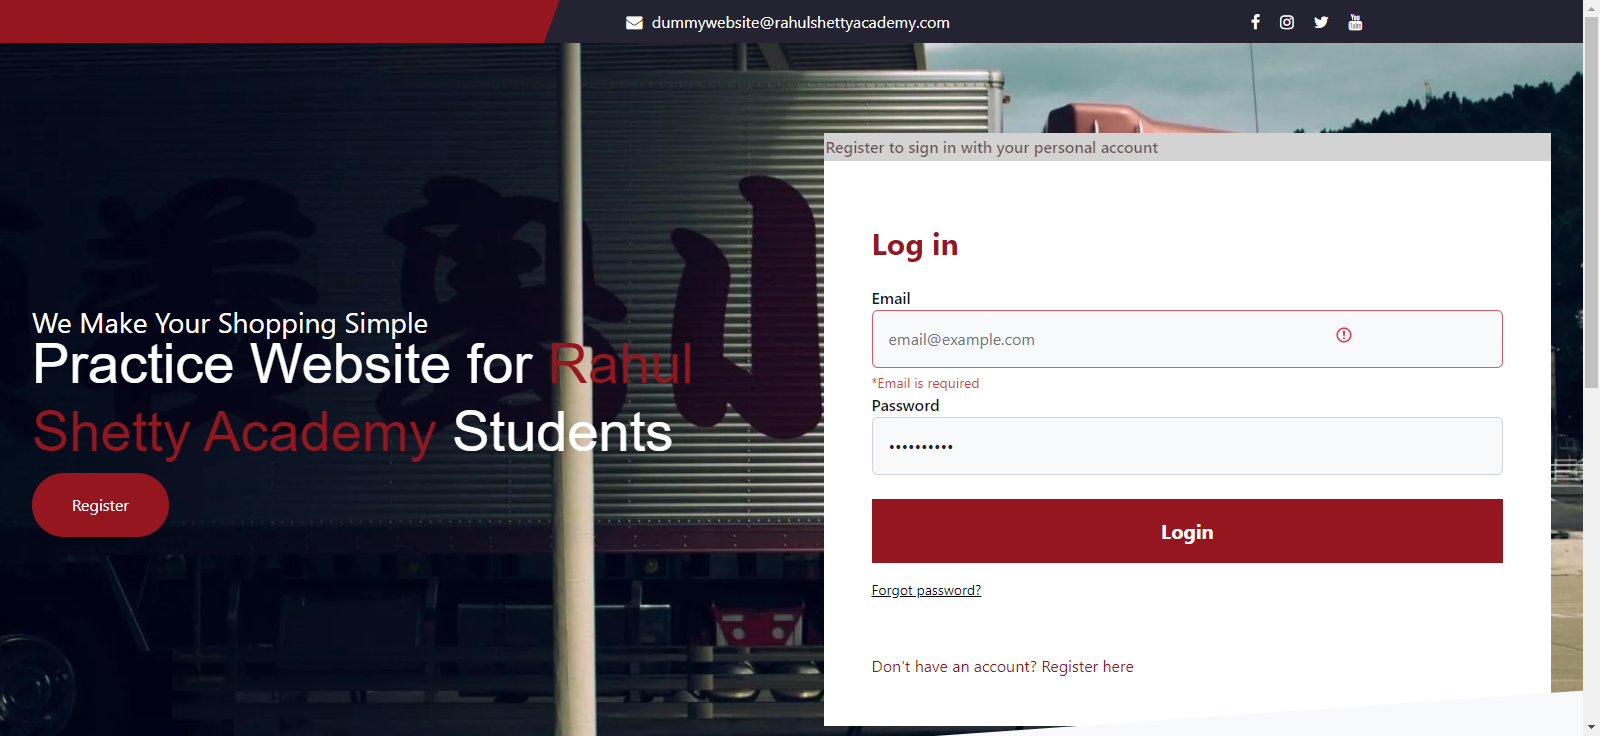 dummywebsite@rahulshettyacademy.com
Register to sign in with your personal account
We Make Your Shopping Simple
Practice Website for Rahul
Shetty Academy Students
Register
Log in
Email
email@example.com
*Email is required
Password
••••••••••
Login
Forgot password?
Don't have an account? Register here